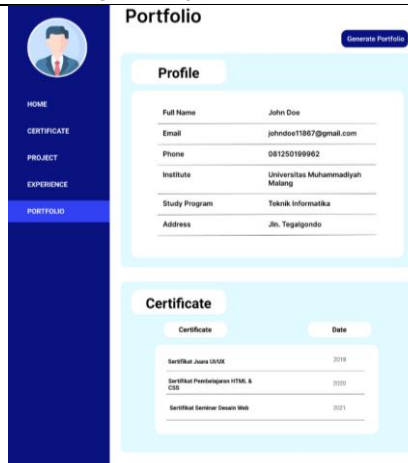 Portfolio
Generate Portfolio
HOME
CERTIFICATE
PROJECT
EXPERIENCE
PORTFOLIO
Profile
Full Name John Doe
Email johndoe11867@gmail.com
Phone 081250199962
Institute Universitas Muhammadiyah
Malang
Study Program Teknik Informatika
Address Jln. Tegalgondo
Certificate
Certificate Date
Sertifikat Juara UI/UX 2018
Sertifikat Pembelajaran HTML & 2020
CSS
Sertifikat Seminar Desain Web 2021